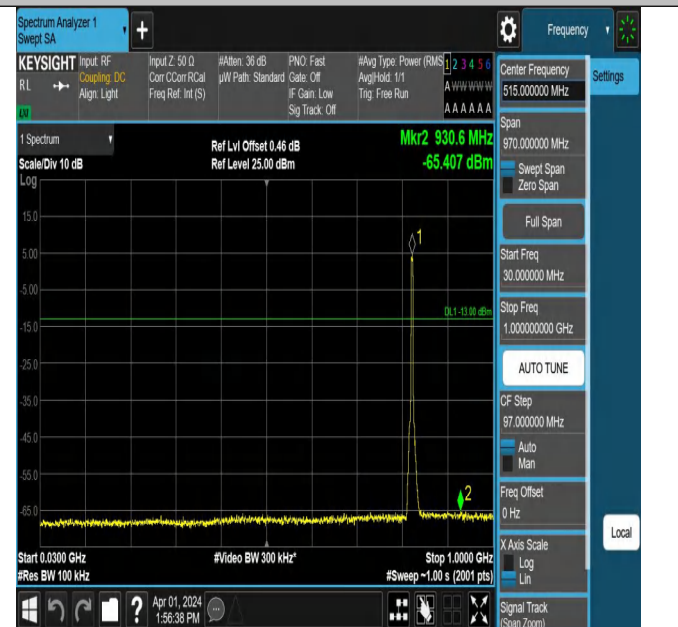 Spectrum Analyzer 1
Swept SA
Frequency
KEYSIGHT
RL
Input: RF
Coupling: DC
Align: Light
Input Z: 50 Ω
Corr CCorr RCal
Freq Ref: Int (S)
#Atten: 36 dB
µW Path: Standard
PNO: Fast
Gate: Off
IF Gain: Low
Sig Track: Off
#Avg Type: Power (RMS
Avg|Hold: 1/1
Trig: Free Run
1 2 3 4 5 6
A W W W W W
A A A A A A
Center Frequency
515.000000 MHz
Settings
Span
970.000000 MHz
Swept Span
Zero Span
Full Span
Start Freq
30.000000 MHz
Stop Freq
1.000000000 GHz
AUTO TUNE
CF Step
97.000000 MHz
Auto
Man
Freq Offset
0 Hz
X Axis Scale
Log
Lin
Signal Track
(Span Zoom)
Local
1 Spectrum
Scale/Div 10 dB
Log
Ref Lvl Offset 0.46 dB
Ref Level 25.00 dBm
Mkr2 930.6 MHz
-65.407 dBm
15.0
5.00
-5.00
-15.0
-25.0
-35.0
-45.0
-55.0
-65.0
1
DL1 -13.00 dBm
2
Start 0.0300 GHz
#Video BW 300 kHz*
Stop 1.0000 GHz
#Res BW 100 kHz
#Sweep ~1.00 s (2001 pts)
?
Apr 01, 2024
1:56:38 PM